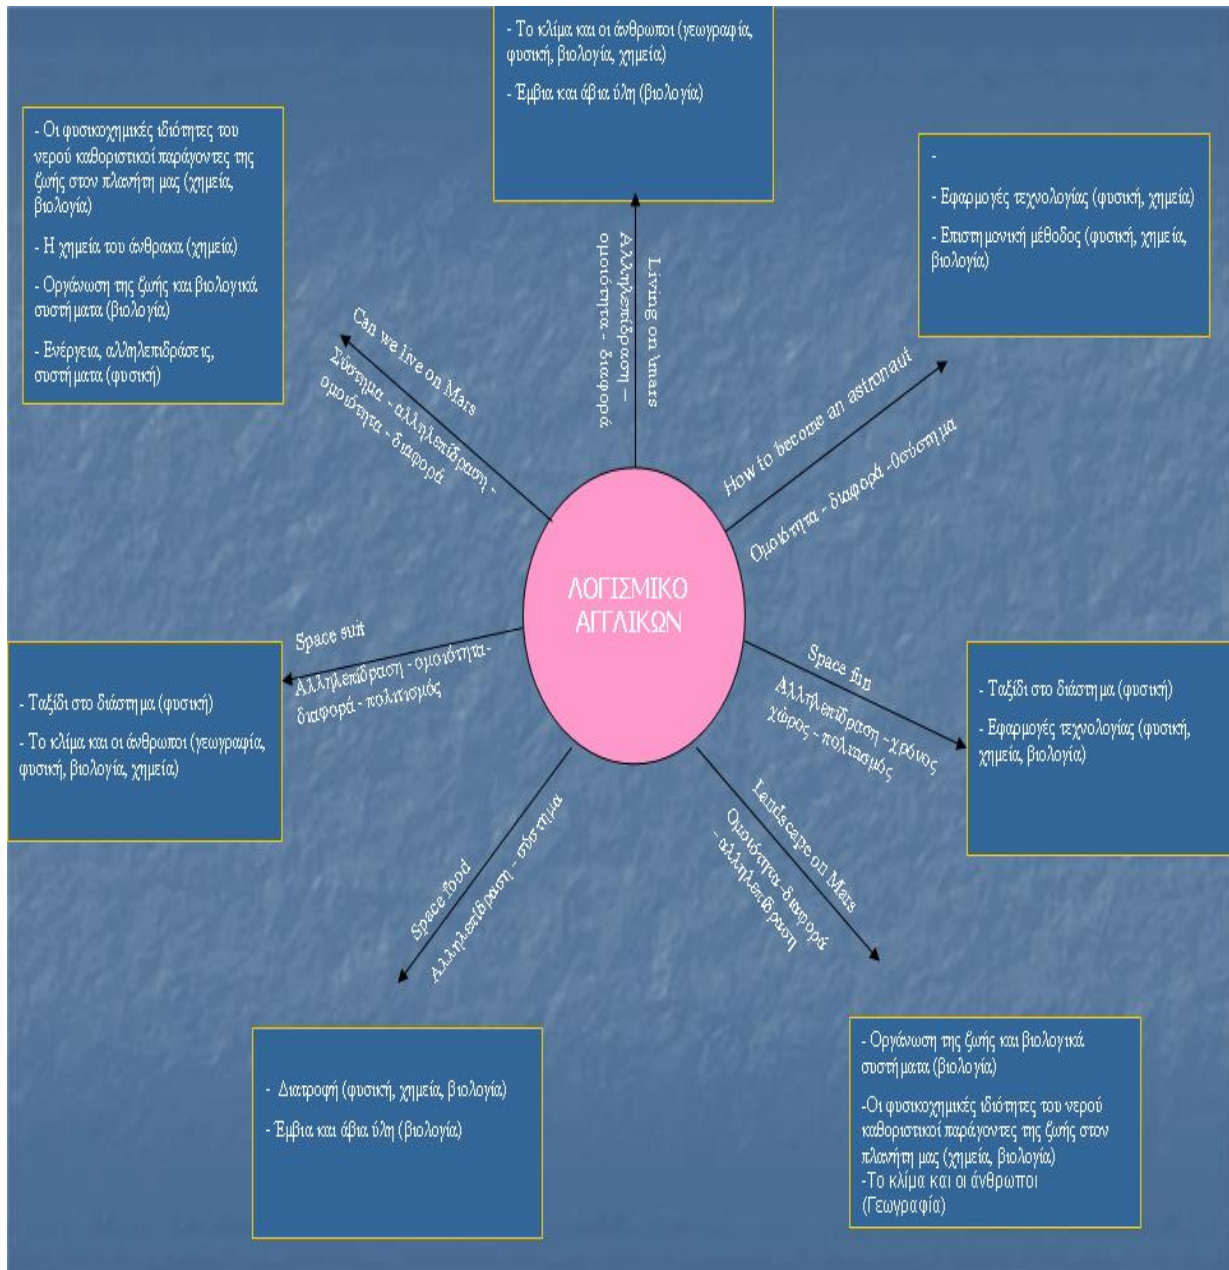 - Το κλίμα και οι άνθρωποι (γεωγραφία,
φυσική, βιολογία, χημεία)
- Έμβια και άβια ύλη (βιολογία)
- Οι φυσικοχημικές ιδιότητες του
νερού καθοριστικοί παράγοντες της
ζωής στον πλανήτη μας (χημεία,
βιολογία)
- Η χημεία του άνθρακα (χημεία)
- Οργάνωση της ζωής και βιολογικά
συστήματα (βιολογία)
- Ενέργεια, αλληλεπιδράσεις,
συστήματα (φυσική)
-
- Εφαρμογές τεχνολογίας (φυσική, χημεία)
- Επιστημονική μέθοδος (φυσική, χημεία,
βιολογία)
Can we live on Mars
Σύστημα - αλληλεπίδραση -
ομοιότητα - διαφορά
Living on \mars
Αλληλεπίδραση –
ομοιότητα - διαφορά
How to become an astronaut
Ομοιότητα - διαφορά -θσύστημα
ΛΟΓΙΣΜΙΚΟ
ΑΓΓΛΙΚΩΝ
Space suit
Αλληλεπίδραση - ομοιότητα-
διαφορά - πολιτισμός
Space fun
Αλληλεπίδραση - χρόνος
χώρος - πολιτισμός
- Ταξίδι στο διάστημα (φυσική)
- Το κλίμα και οι άνθρωποι (γεωγραφία,
φυσική, βιολογία, χημεία)
- Ταξίδι στο διάστημα (φυσική)
- Εφαρμογές τεχνολογίας (φυσική,
χημεία, βιολογία)
Space food
Αλληλεπίδραση - σύστημα
Landscape on Mars
Ομοιότητα-διαφορά
- αλληλεπίδραση
- Διατροφή (φυσική, χημεία, βιολογία)
- Έμβια και άβια ύλη (βιολογία)
- Οργάνωση της ζωής και βιολογικά
συστήματα (βιολογία)
-Οι φυσικοχημικές ιδιότητες του νερού
καθοριστικοί παράγοντες της ζωής στον
πλανήτη μας (χημεία, βιολογία)
-Το κλίμα και οι άνθρωποι
(Γεωγραφία)